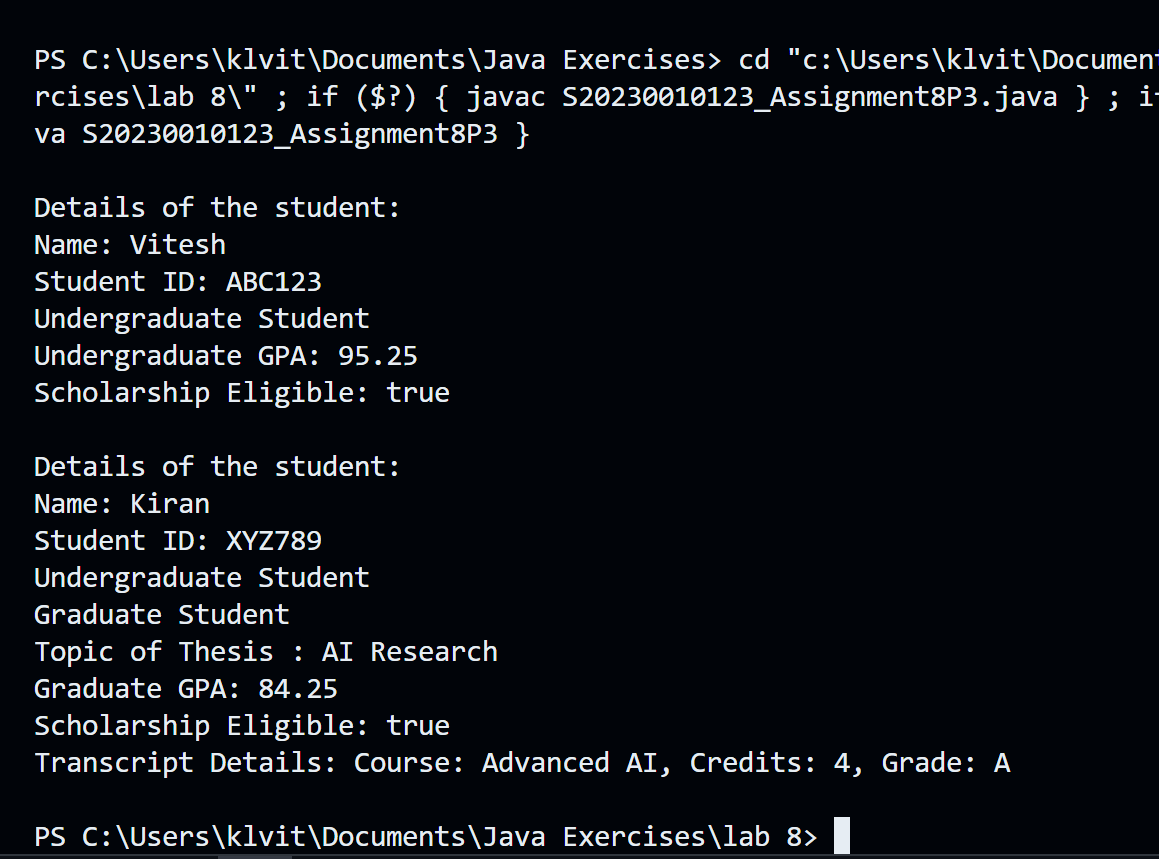 PS C:\Users\klvit\Documents\Java Exercises> cd "c:\Users\klvit\Documen
rcises\lab 8\" ; if ($?) { javac S20230010123_Assignment8P3.java } ; i
va S20230010123_Assignment8P3 }
Details of the student:
Name: Vitesh
Student ID: ABC123
Undergraduate Student
Undergraduate GPA: 95.25
Scholarship Eligible: true
Details of the student:
Name: Kiran
Student ID: XYZ789
Undergraduate Student
Graduate Student
Topic of Thesis : AI Research
Graduate GPA: 84.25
Scholarship Eligible: true
Transcript Details: Course: Advanced AI, Credits: 4, Grade: A
PS C:\Users\klvit\Documents\Java Exercises\lab 8>